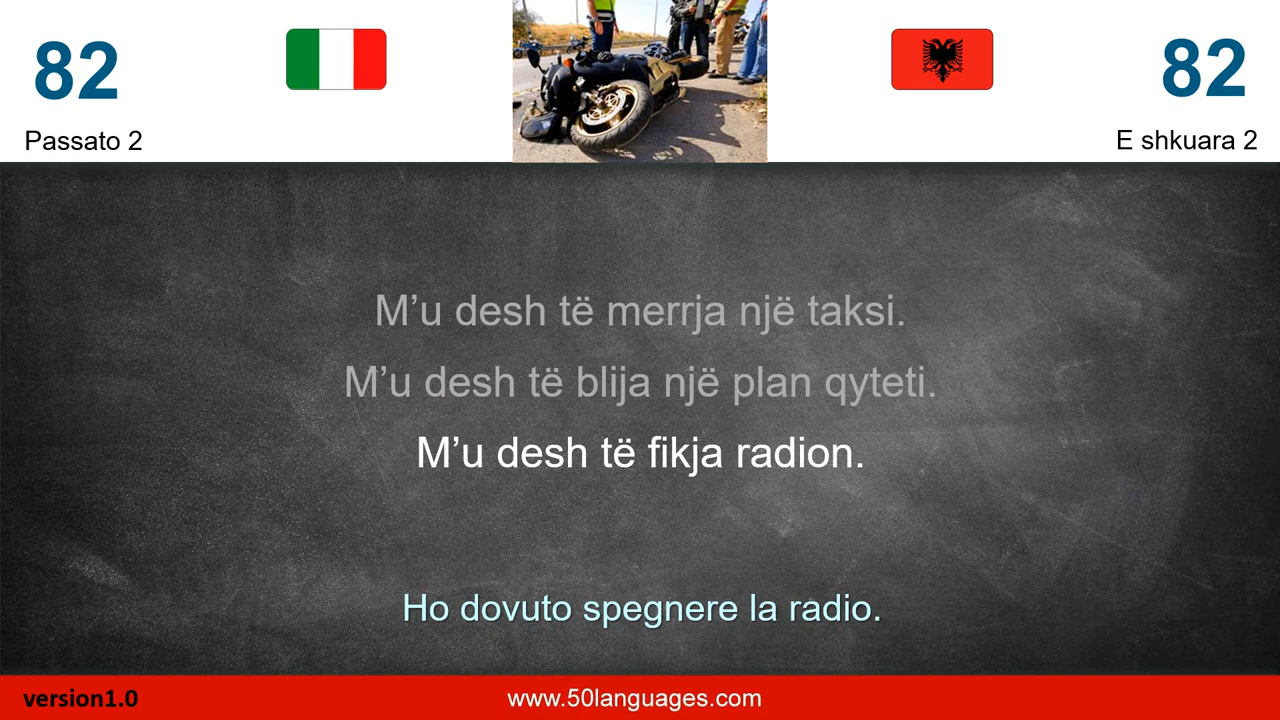 82
82
Passato 2
E shkuara 2
M’u desh të merrja një taksi.
M’u desh të blija një plan qyteti.
M’u desh të fikja radion.
Ho dovuto spegnere la radio.
version1.0
www.50languages.com